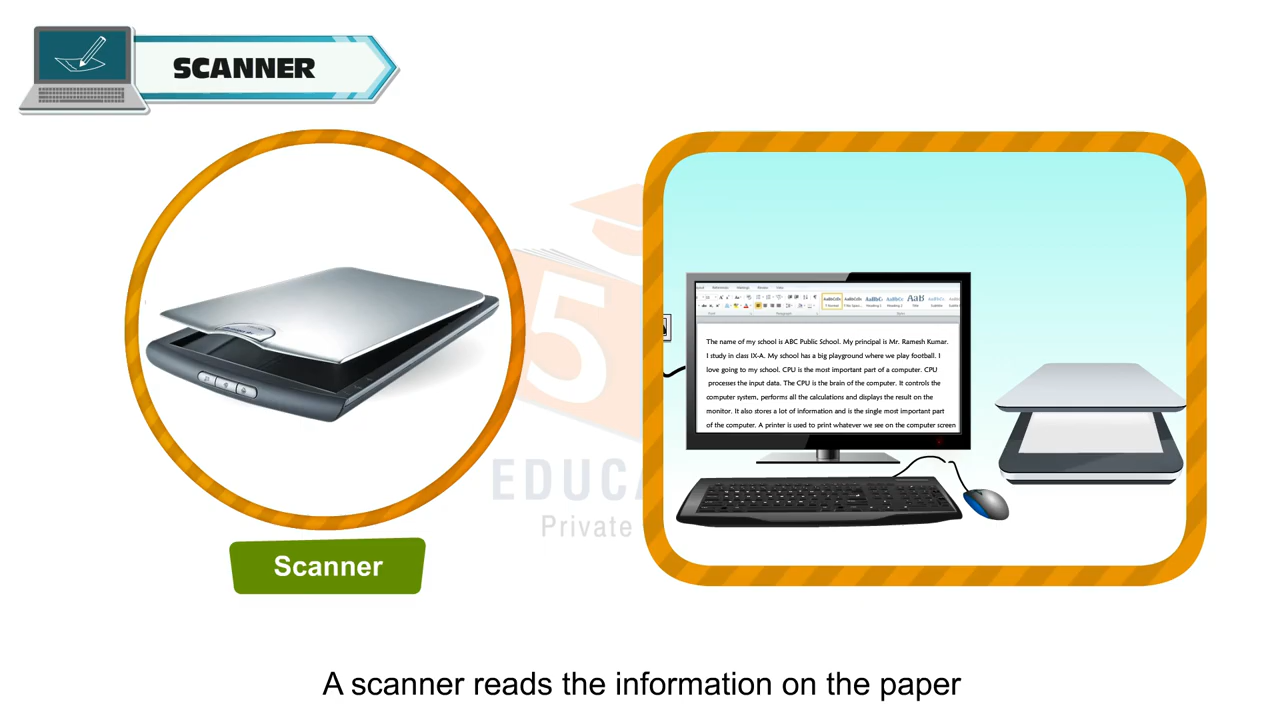 SCANNER
5
EDUCA
Private
The name of my school is ABC Public School. My principal is Mr. Ramesh Kumar.
I study in class IX-A. My school has a big playground where we play football. I
love going to my school. CPU is the most important part of a computer. CPU
processes the input data. The CPU is the brain of the computer. It controls the
computer system, performs all the calculations and displays the result on the
monitor. It also stores a lot of information and is the single most important part
of the computer. A printer is used to print whatever we see on the computer screen
Scanner
A scanner reads the information on the paper